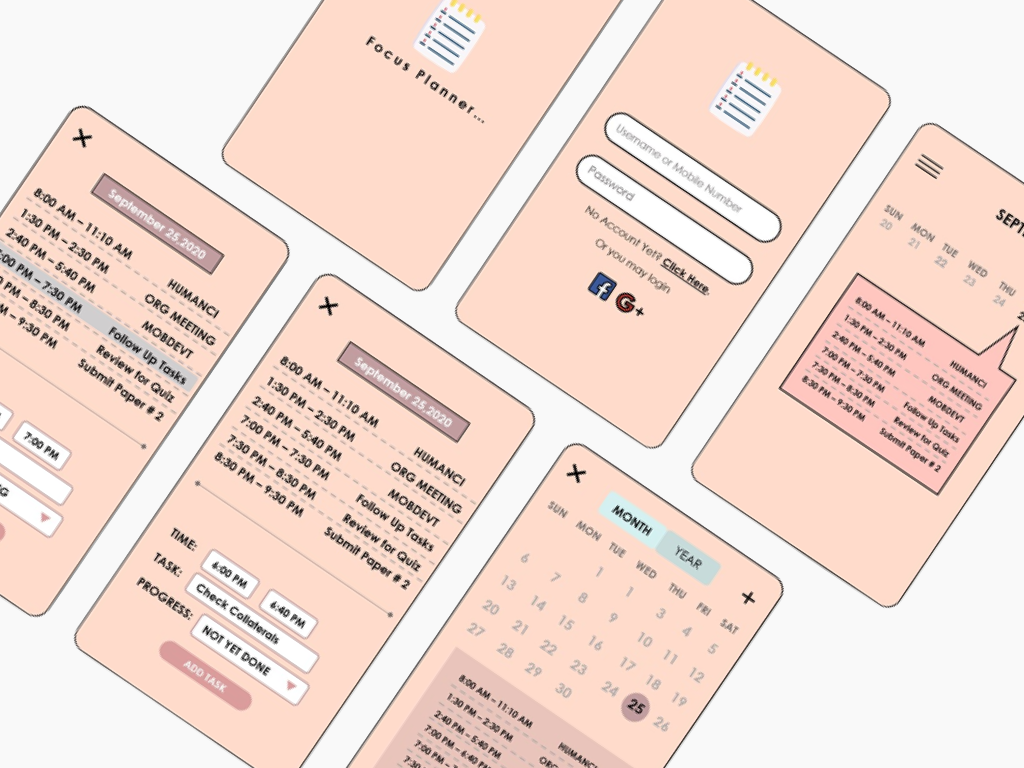 Focus Planner...
Username or Mobile Number
Password
No Account Yet? Click Here.
Or you may login
f G+
SUN MON TUE WED THU
20 21 22 23 24
8:00 AM – 11:10 AM HUMANCI
1:30 PM – 2:30 PM ORG MEETING
2:40 PM – 5:40 PM MOBDEVT
7:00 PM – 7:30 PM Follow Up Tasks
7:30 PM – 8:30 PM Review for Quiz
8:30 PM – 9:30 PM Submit Paper # 2
September 25,2020
8:00 AM – 11:10 AM HUMANCI
1:30 PM – 2:30 PM ORG MEETING
2:40 PM – 5:40 PM MOBDEVT
:00 PM – 7:30 PM Follow Up Tasks
PM – 8:30 PM Review for Quiz
– 9:30 PM Submit Paper # 2
7:00 PM
September 25,2020
8:00 AM – 11:10 AM HUMANCI
1:30 PM – 2:30 PM ORG MEETING
2:40 PM – 5:40 PM MOBDEVT
7:00 PM – 7:30 PM Follow Up Tasks
7:30 PM – 8:30 PM Review for Quiz
8:30 PM – 9:30 PM Submit Paper # 2
TIME: 6:00 PM 6:40 PM
TASK: Check Collaterals
PROGRESS: NOT YET DONE
ADD TASK
MONTH YEAR
SUN MON TUE WED THU FRI SAT
1 1 3 4 5
6 7 8 9 10 11 12
13 14 15 16 17 18 19
20 21 22 23 24 25 26
27 28 29 30
8:00 AM – 11:10 AM
1:30 PM – 2:30 PM
2:40 PM – 5:40 PM
7:00 PM – 6:40 PM